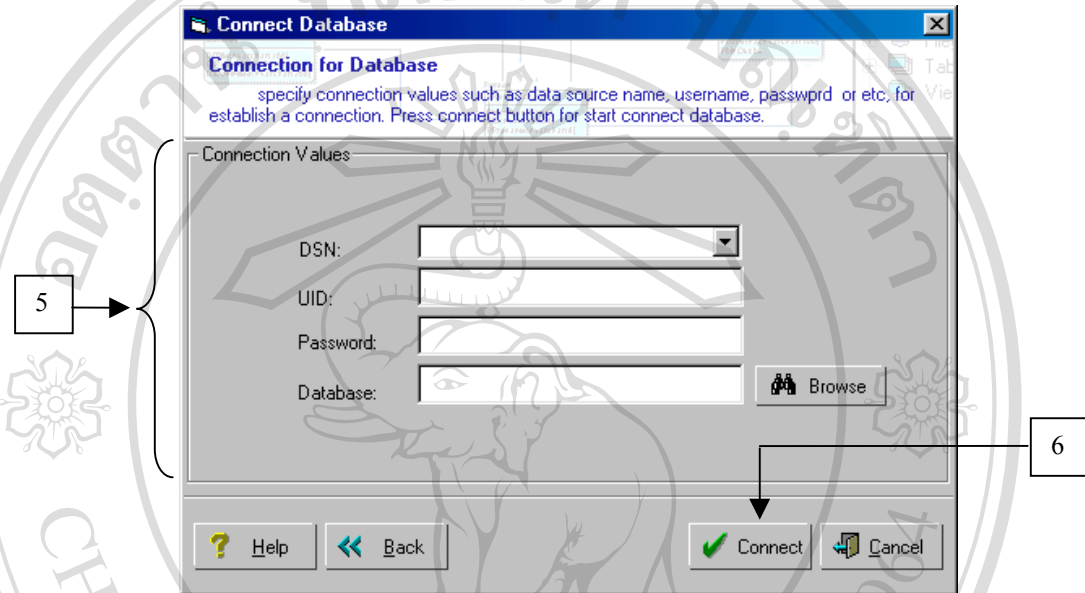 Connect Database
Connection for Database
specify connection values such as data source name, username, passwprd or etc, for
establish a connection. Press connect button for start connect database.
Connection Values
DSN:
UID:
5
Password:
Database:
Browse
6
Help
Back
Connect
Cancel